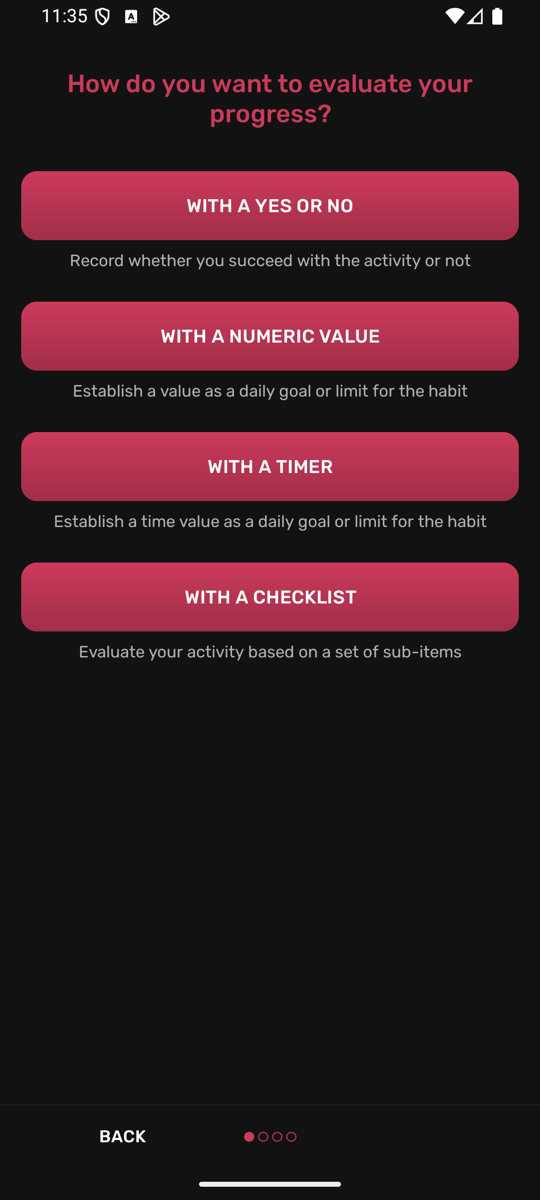 11:35
How do you want to evaluate your
progress?
WITH A YES OR NO
Record whether you succeed with the activity or not
WITH A NUMERIC VALUE
Establish a value as a daily goal or limit for the habit
WITH A TIMER
Establish a time value as a daily goal or limit for the habit
WITH A CHECKLIST
Evaluate your activity based on a set of sub-items
BACK